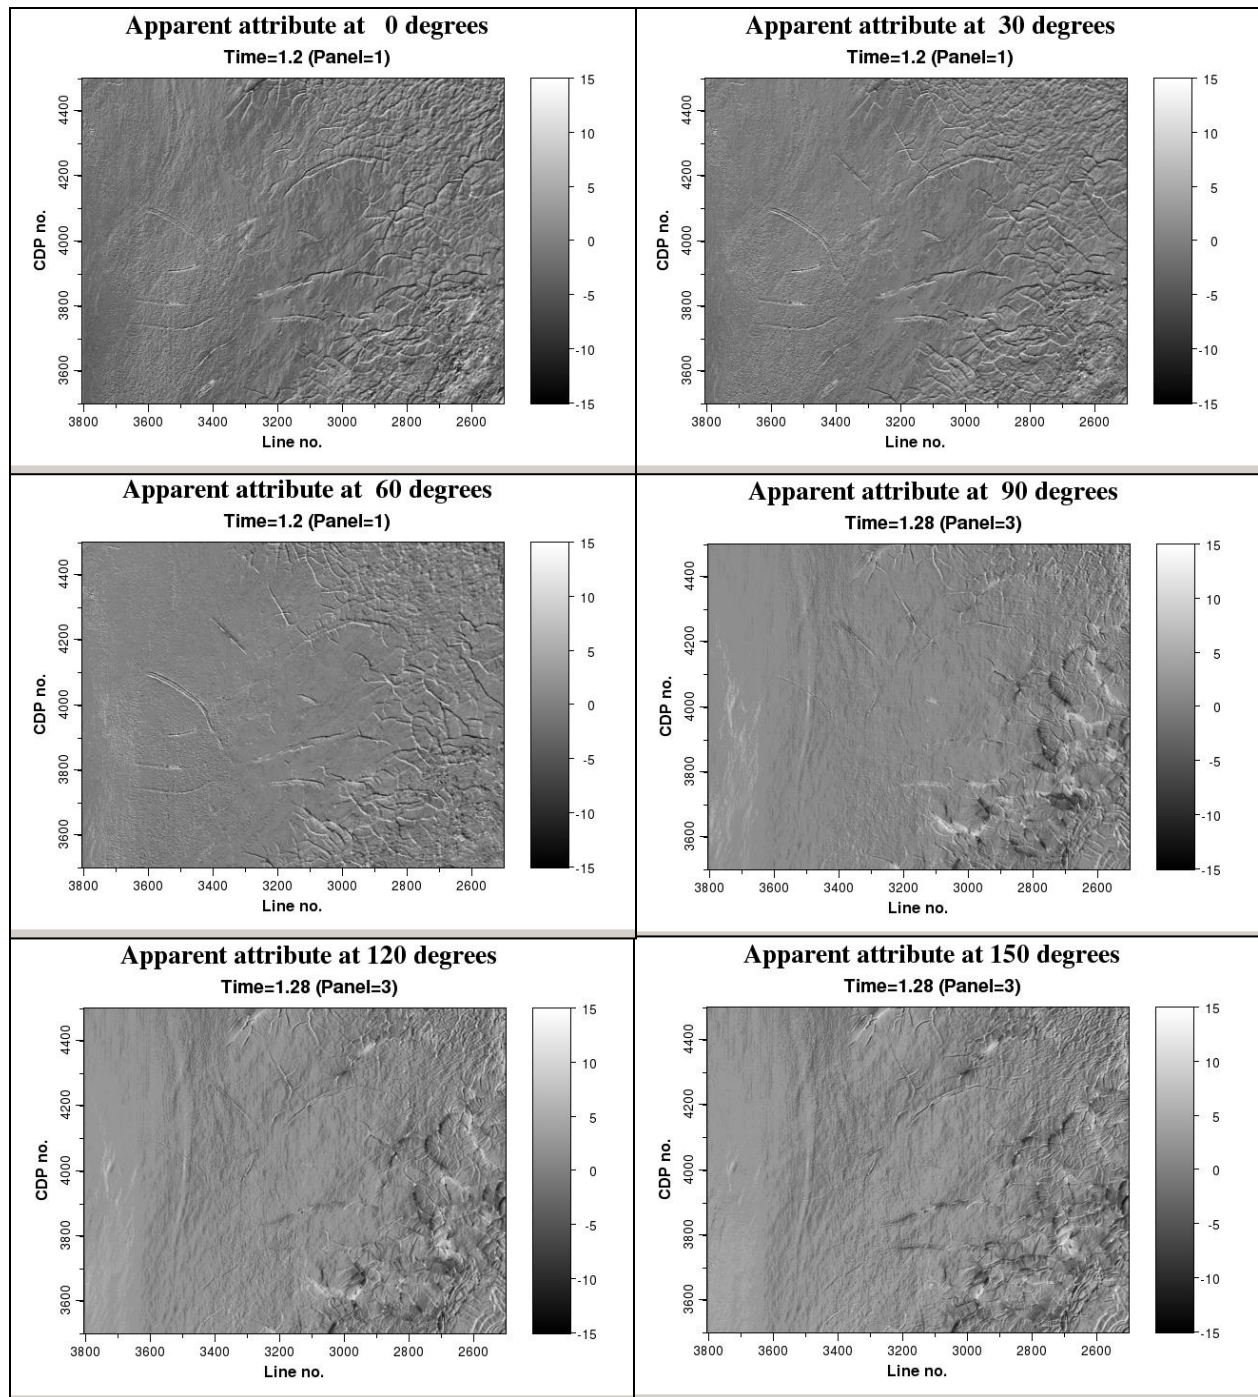 Apparent attribute at 0 degrees
Time=1.2 (Panel=1)
CDP no.
4400
4200
4000
3800
3600
15
10
5
0
-5
-10
-15
3800 3600 3400 3200 3000 2800 2600
Line no.
Apparent attribute at 30 degrees
Time=1.2 (Panel=1)
CDP no.
4400
4200
4000
3800
3600
15
10
5
0
-5
-10
-15
3800 3600 3400 3200 3000 2800 2600
Line no.
Apparent attribute at 60 degrees
Time=1.2 (Panel=1)
CDP no.
4400
4200
4000
3800
3600
15
10
5
0
-5
-10
-15
3800 3600 3400 3200 3000 2800 2600
Line no.
Apparent attribute at 90 degrees
Time=1.28 (Panel=3)
CDP no.
4400
4200
4000
3800
3600
15
10
5
0
-5
-10
-15
3800 3600 3400 3200 3000 2800 2600
Line no.
Apparent attribute at 120 degrees
Time=1.28 (Panel=3)
CDP no.
4400
4200
4000
3800
3600
15
10
5
0
-5
-10
-15
3800 3600 3400 3200 3000 2800 2600
Line no.
Apparent attribute at 150 degrees
Time=1.28 (Panel=3)
CDP no.
4400
4200
4000
3800
3600
15
10
5
0
-5
-10
-15
3800 3600 3400 3200 3000 2800 2600
Line no.